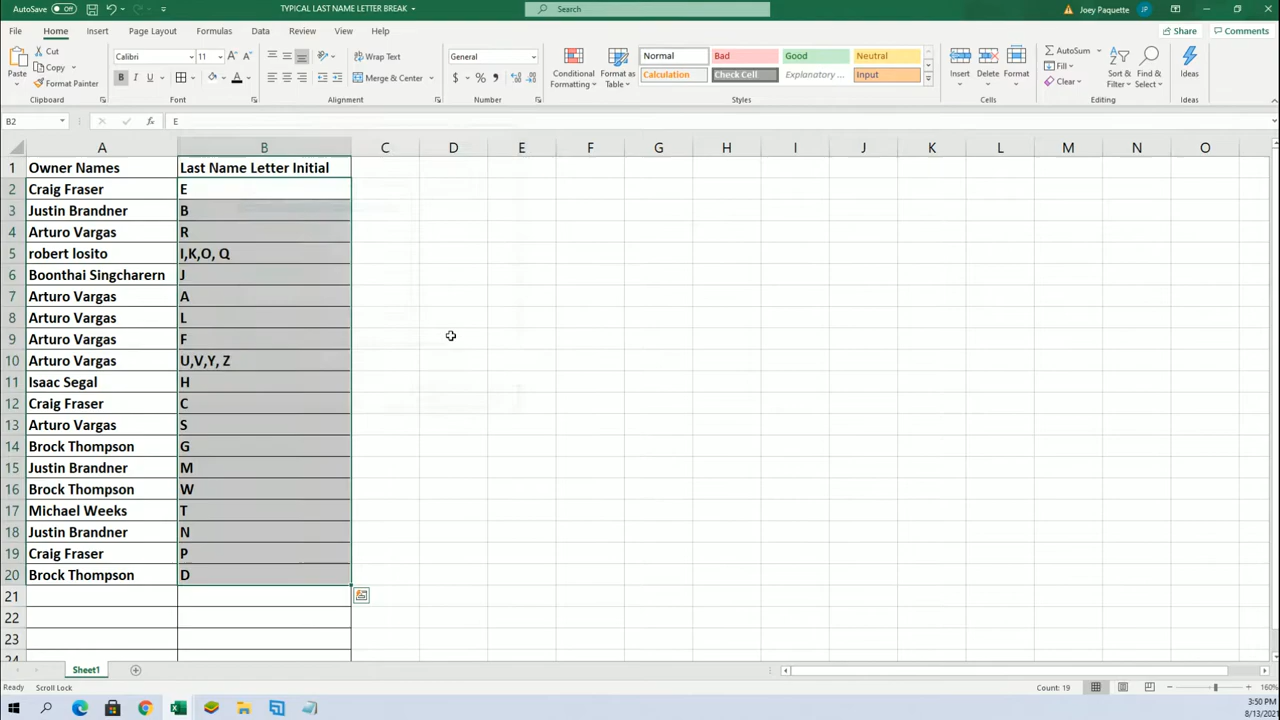 AutoSave Off TYPICAL LAST NAME LETTER BREAK Search Joey Paquette JP
File Home Insert Page Layout Formulas Data Review View Help Share Comments
Paste Cut Copy Format Painter Clipboard
Calibri 11 B I U Font
Wrap Text Merge & Center Alignment
General $ % Number
Conditional Formatting Format as Table
Normal Bad Good Neutral
Calculation Check Cell Explanatory ... Input
Styles
Insert Delete Format Cells
AutoSum Fill Clear Sort & Filter Find & Select Editing
Ideas Ideas
B2 fx E
A B C D E F G H I J K L M N O
1 Owner Names Last Name Letter Initial
2 Craig Fraser E
3 Justin Brandner B
4 Arturo Vargas R
5 robert losito I,K,O, Q
6 Boonthai Singcharern J
7 Arturo Vargas A
8 Arturo Vargas L
9 Arturo Vargas F
10 Arturo Vargas U,V,Y, Z
11 Isaac Segal H
12 Craig Fraser C
13 Arturo Vargas S
14 Brock Thompson G
15 Justin Brandner M
16 Brock Thompson W
17 Michael Weeks T
18 Justin Brandner N
19 Craig Fraser P
20 Brock Thompson D
21
22
23
24
Sheet1
Ready Scroll Lock Count: 19 160%
3:50 PM
8/13/202